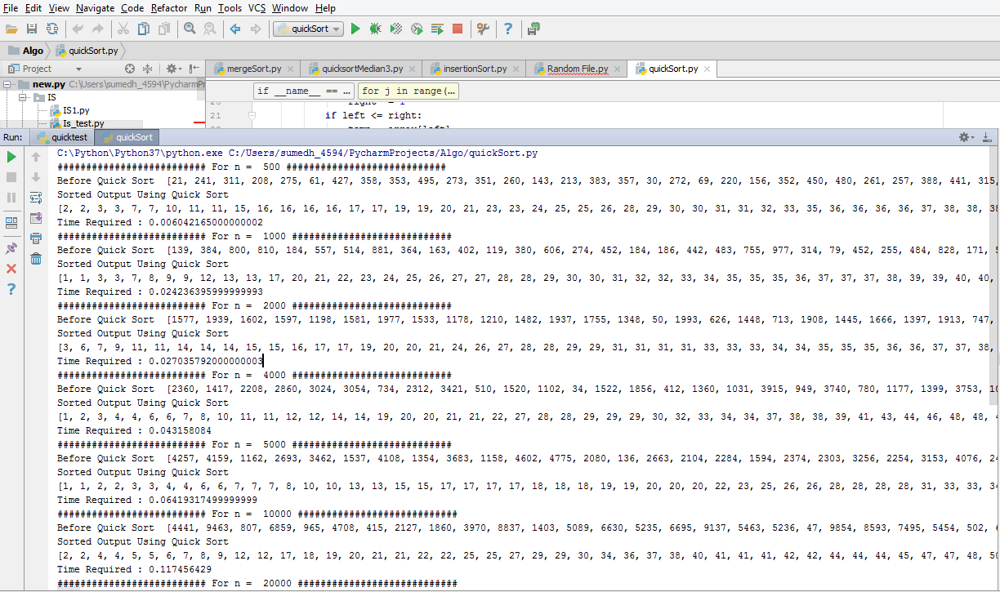 File Edit View Navigate Code Refactor Run Tools VCS Window Help
quickSort
Algo quickSort.py
Project
mergeSort.py quicksortMedian3.py insertionSort.py Random File.py quickSort.py
new.py C:\Users\sumedh_4594\PycharmPr
IS
IS1.py
Is_test.py
if __name__ == ... for j in range(...
21 if left <= right:
Run: quicktest quickSort
C:\Python\Python37\python.exe C:/Users/sumedh_4594/PycharmProjects/Algo/quickSort.py
########################## For n =  500 ############################
Before Quick Sort  [21, 241, 311, 208, 275, 61, 427, 358, 353, 495, 273, 351, 260, 143, 213, 383, 357, 30, 272, 69, 220, 156, 352, 450, 480, 261, 257, 388, 441, 315,
Sorted Output Using Quick Sort
[2, 2, 3, 3, 7, 7, 10, 11, 11, 15, 16, 16, 16, 16, 17, 17, 19, 19, 20, 21, 23, 23, 24, 25, 25, 26, 28, 29, 30, 30, 31, 31, 32, 33, 35, 36, 36, 36, 36, 37, 38, 38, 38
Time Required : 0.006042165000000002
########################## For n =  1000 ############################
Before Quick Sort  [139, 384, 800, 810, 184, 557, 514, 881, 364, 163, 402, 119, 380, 606, 274, 452, 184, 186, 442, 483, 755, 977, 314, 79, 452, 255, 484, 828, 171,
Sorted Output Using Quick Sort
[1, 1, 3, 3, 7, 8, 9, 9, 12, 13, 13, 17, 20, 21, 22, 23, 24, 25, 26, 27, 27, 28, 28, 29, 30, 30, 31, 32, 32, 33, 34, 35, 35, 35, 36, 37, 37, 37, 38, 39, 39, 40, 40,
Time Required : 0.024236395999999993
########################## For n =  2000 ############################
Before Quick Sort  [1577, 1939, 1602, 1597, 1198, 1581, 1977, 1533, 1178, 1210, 1482, 1937, 1755, 1348, 50, 1993, 626, 1448, 713, 1908, 1445, 1666, 1397, 1913, 747,
Sorted Output Using Quick Sort
[3, 6, 7, 9, 11, 11, 14, 14, 14, 15, 15, 16, 17, 17, 19, 20, 20, 21, 24, 26, 27, 28, 28, 29, 29, 31, 31, 31, 31, 33, 33, 33, 34, 34, 35, 35, 35, 36, 36, 37, 37, 38,
Time Required : 0.027035792000000003
########################## For n =  4000 ############################
Before Quick Sort  [2360, 1417, 2208, 2860, 3024, 3054, 734, 2312, 3421, 510, 1520, 1102, 34, 1522, 1856, 412, 1360, 1031, 3915, 949, 3740, 780, 1177, 1399, 3753, 10
Sorted Output Using Quick Sort
[1, 2, 3, 4, 4, 6, 6, 7, 8, 10, 11, 11, 12, 12, 14, 14, 19, 20, 20, 21, 21, 22, 27, 28, 28, 29, 29, 29, 30, 32, 33, 34, 34, 37, 38, 38, 39, 41, 43, 44, 46, 48, 48, 4
Time Required : 0.043158084
########################## For n =  5000 ############################
Before Quick Sort  [4257, 4159, 1162, 2693, 3462, 1537, 4108, 1354, 3683, 1158, 4602, 4775, 2080, 136, 2663, 2104, 2284, 1594, 2374, 2303, 3256, 2254, 3153, 4076, 24
Sorted Output Using Quick Sort
[1, 1, 2, 2, 3, 3, 4, 4, 6, 6, 7, 7, 7, 8, 10, 10, 13, 13, 15, 15, 17, 17, 17, 17, 18, 18, 18, 19, 19, 20, 20, 20, 22, 23, 25, 26, 26, 28, 28, 28, 28, 31, 33, 33, 34
Time Required : 0.06419317499999999
########################## For n =  10000 ############################
Before Quick Sort  [4441, 9463, 807, 6859, 965, 4708, 415, 2127, 1860, 3970, 8837, 1403, 5089, 6630, 5235, 6695, 9137, 5463, 5236, 47, 9854, 8593, 7495, 5454, 502,
Sorted Output Using Quick Sort
[2, 2, 4, 4, 5, 5, 6, 7, 8, 9, 12, 12, 17, 18, 19, 20, 21, 21, 22, 22, 25, 25, 27, 29, 29, 30, 34, 36, 37, 38, 40, 41, 41, 41, 42, 42, 44, 44, 44, 45, 47, 47, 48, 50
Time Required : 0.117456429
########################## For n =  20000 ############################